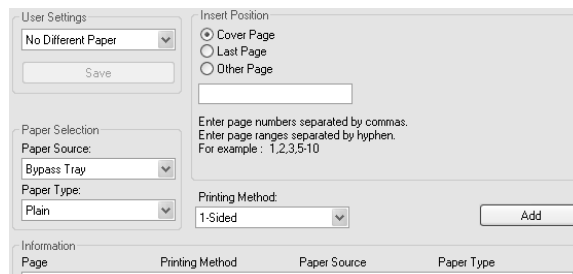 User Settings
No Different Paper
Save
Paper Selection
Paper Source:
Bypass Tray
Paper Type:
Plain
Insert Position
Cover Page
Last Page
Other Page
Enter page numbers separated by commas.
Enter page ranges separated by hyphen.
For example : 1,2,3,5-10
Printing Method:
1-Sided
Add
Information
Page Printing Method Paper Source Paper Type